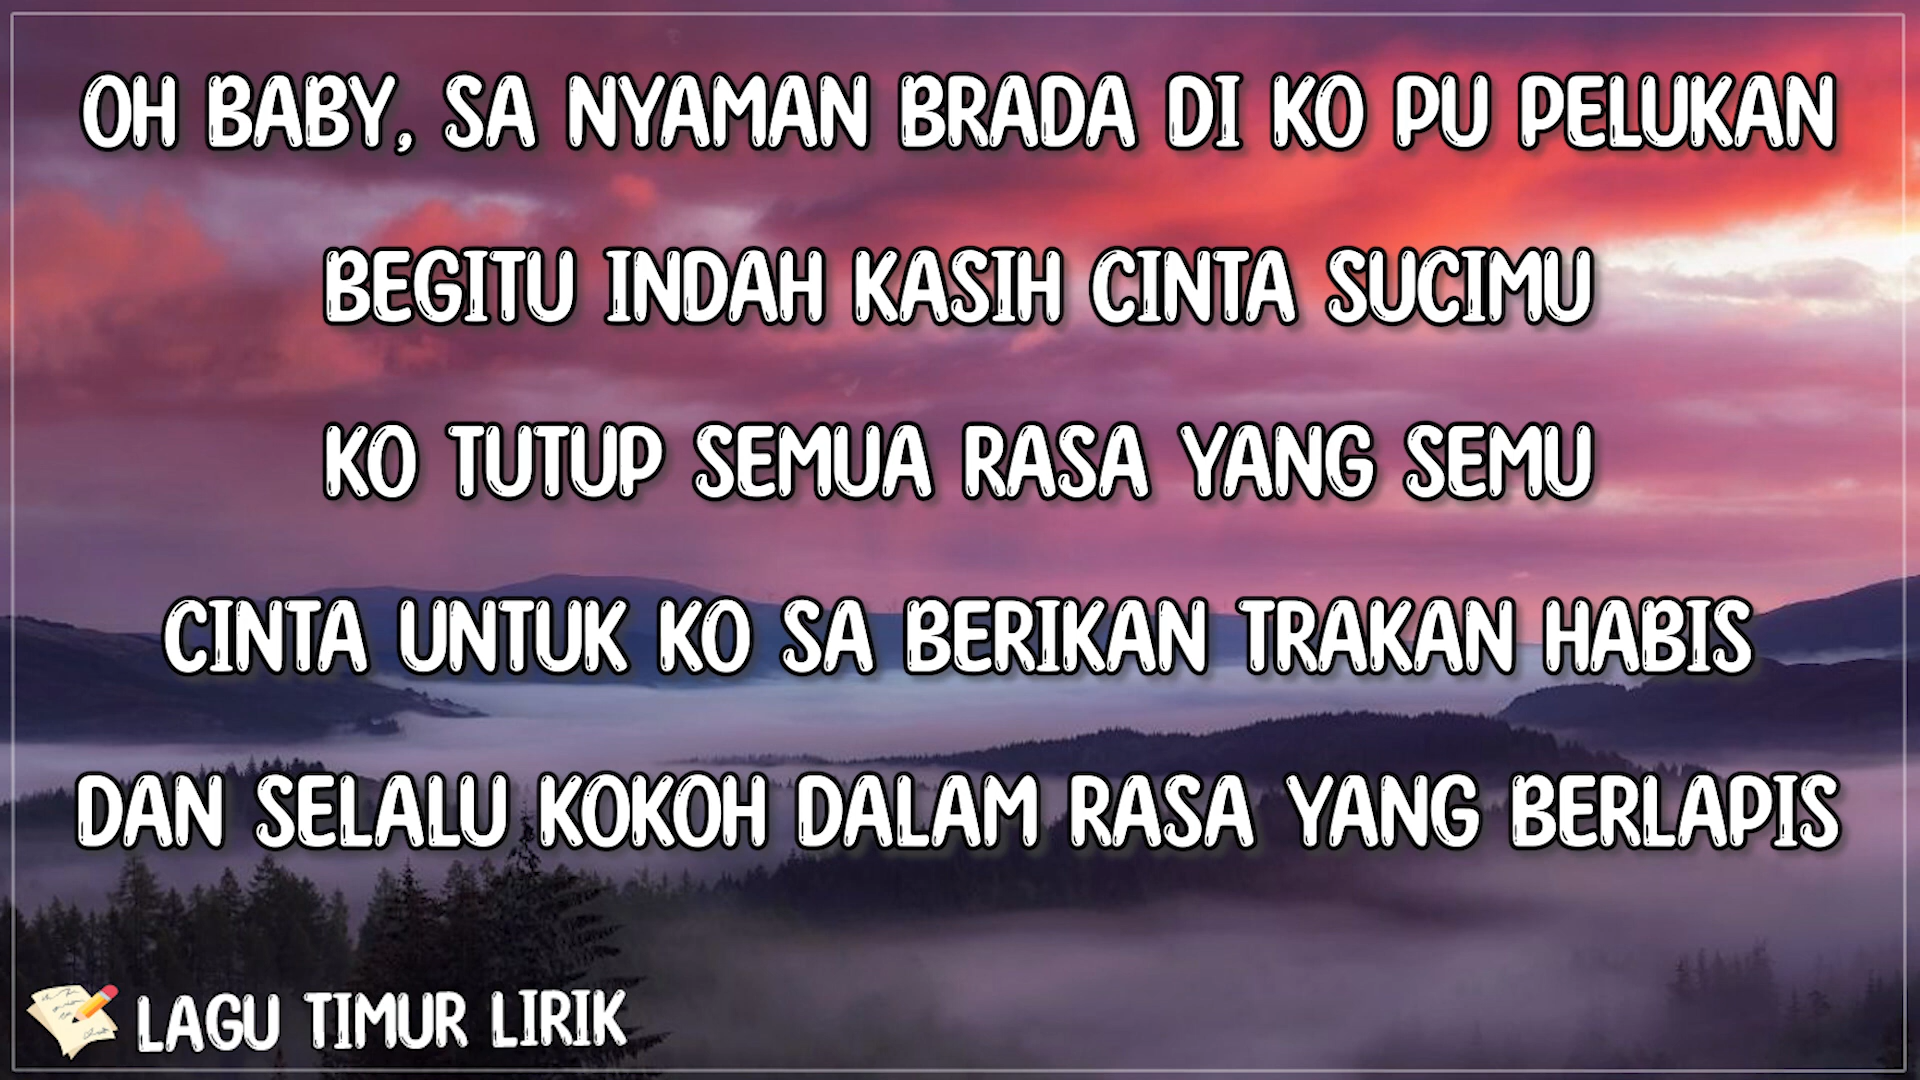 OH BABY, SA NYAMAN BRADA DI KO PU PELUKAN
BEGITU INDAH KASIH CINTA SUCIMU
KO TUTUP SEMUA RASA YANG SEMU
CINTA UNTUK KO SA BERIKAN TRAKAN HABIS
DAN SELALU KOKOH DALAM RASA YANG BERLAPIS
LAGU TIMUR LIRIK